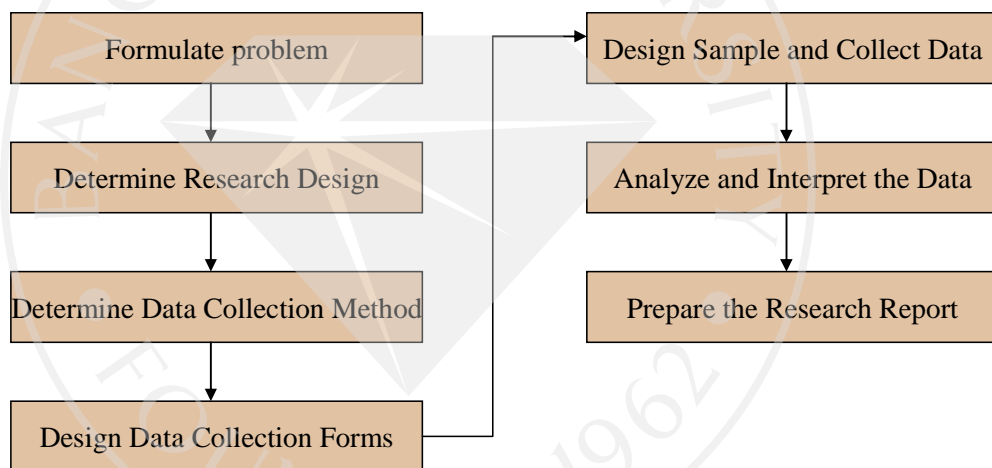 Formulate problem
Determine Research Design
Determine Data Collection Method
Design Data Collection Forms
Design Sample and Collect Data
Analyze and Interpret the Data
Prepare the Research Report
1962